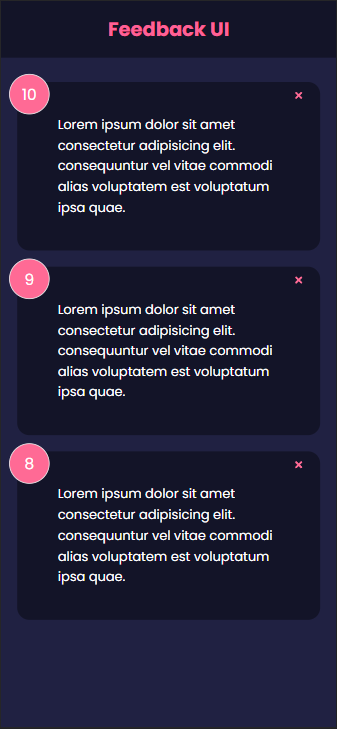 Feedback UI
10
×
Lorem ipsum dolor sit amet
consectetur adipisicing elit.
consequuntur vel vitae commodi
alias voluptatem est voluptatum
ipsa quae.
9
×
Lorem ipsum dolor sit amet
consectetur adipisicing elit.
consequuntur vel vitae commodi
alias voluptatem est voluptatum
ipsa quae.
8
×
Lorem ipsum dolor sit amet
consectetur adipisicing elit.
consequuntur vel vitae commodi
alias voluptatem est voluptatum
ipsa quae.